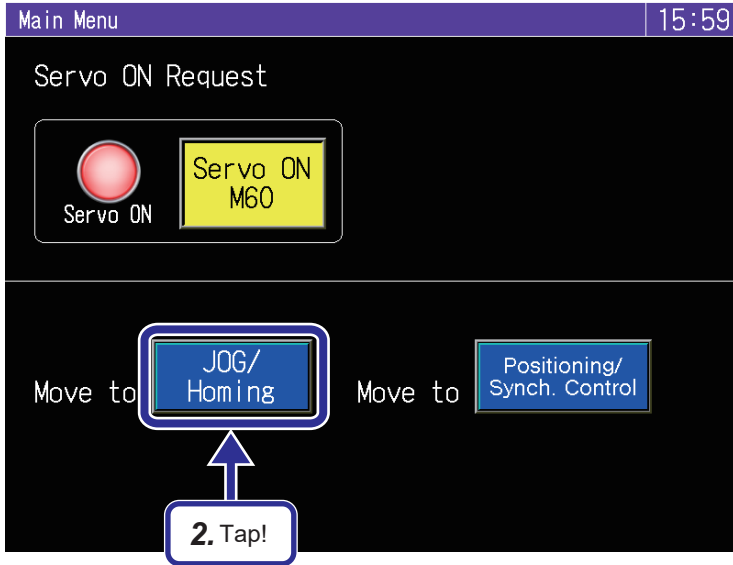 Main Menu 15:59
Servo ON Request
Servo ON
M60
Servo ON
JOG/
Homing
Move to
Positioning/
Synch. Control
Move to
2. Tap!